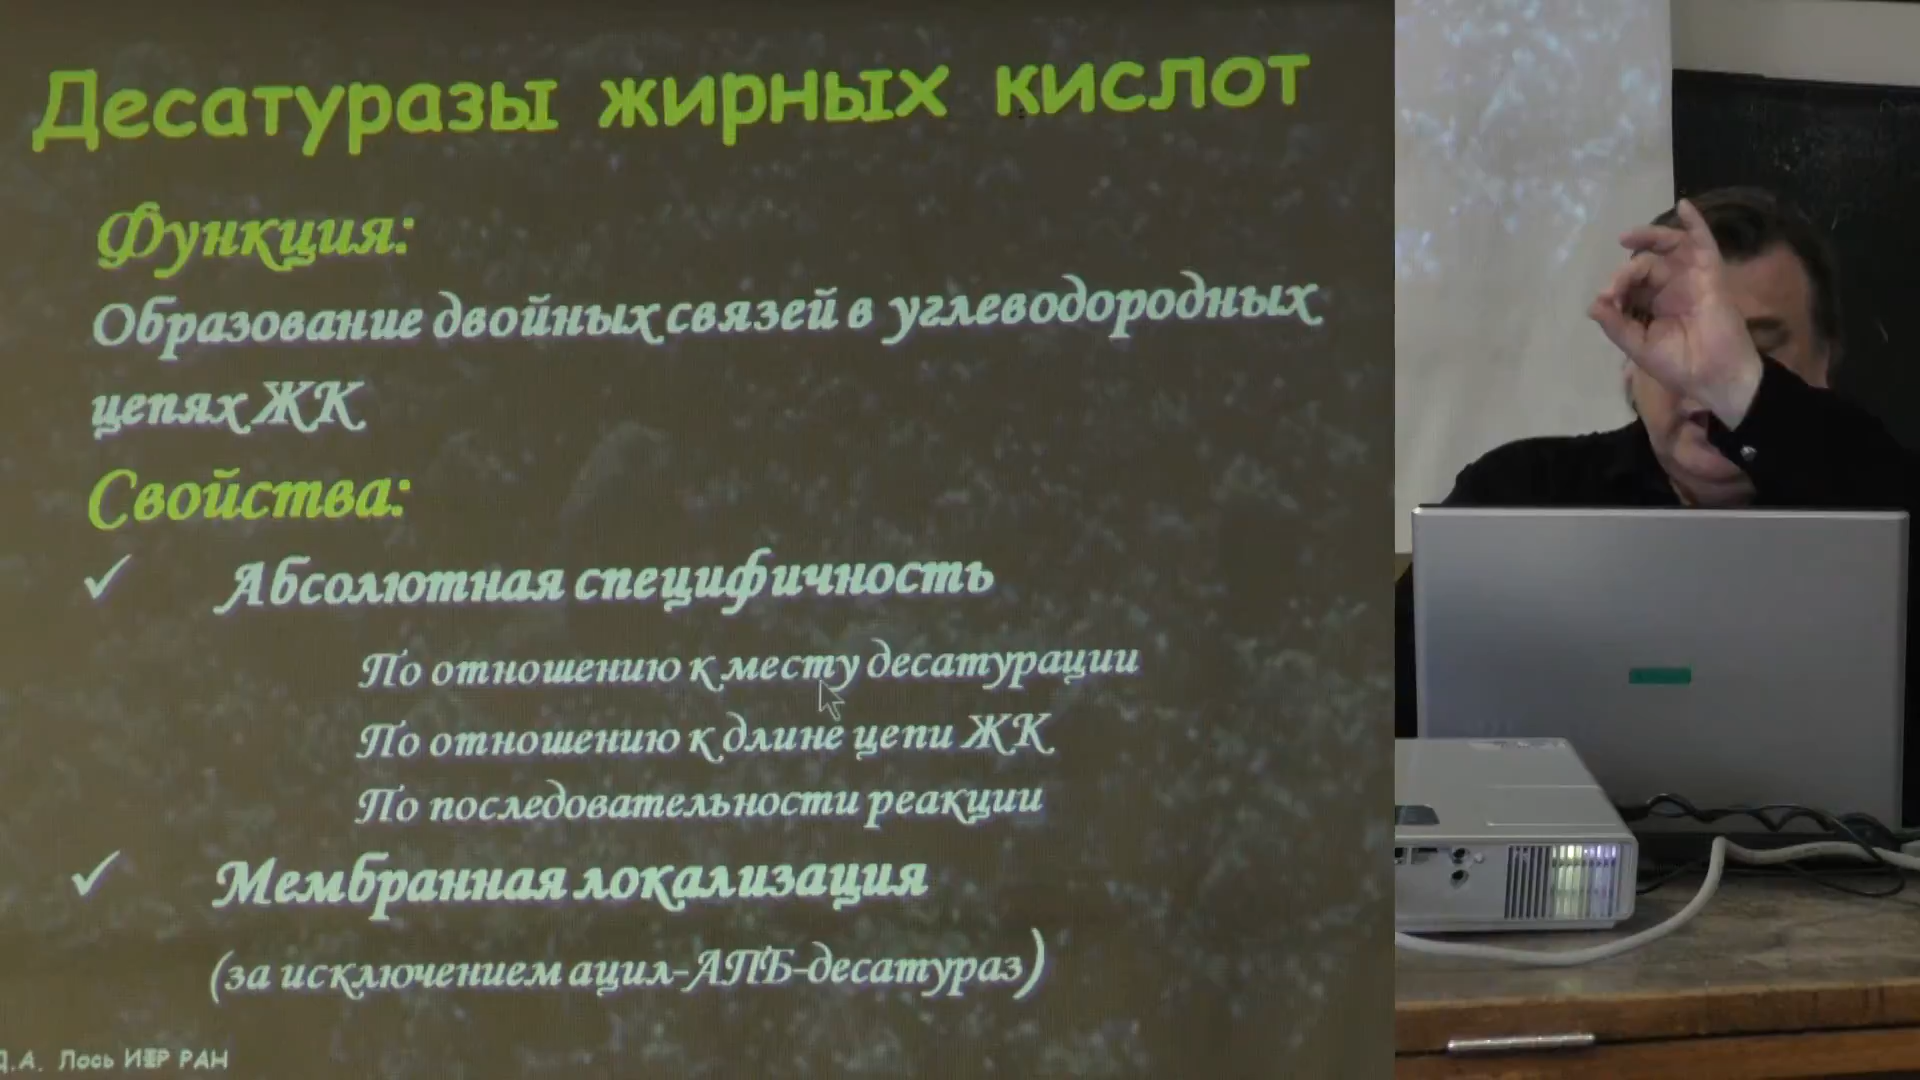 Десатуразы жирных кислот
Функция:
Образование двойных связей в углеводородных
цепях ЖК
Свойства:
Абсолютная специфичность
По отношению к месту десатурации
По отношению к длине цепи ЖК
По последовательности реакции
Мембранная локализация
(за исключением ацил-АПБ-десатураз)
Д.А. Лось ИФР РАН